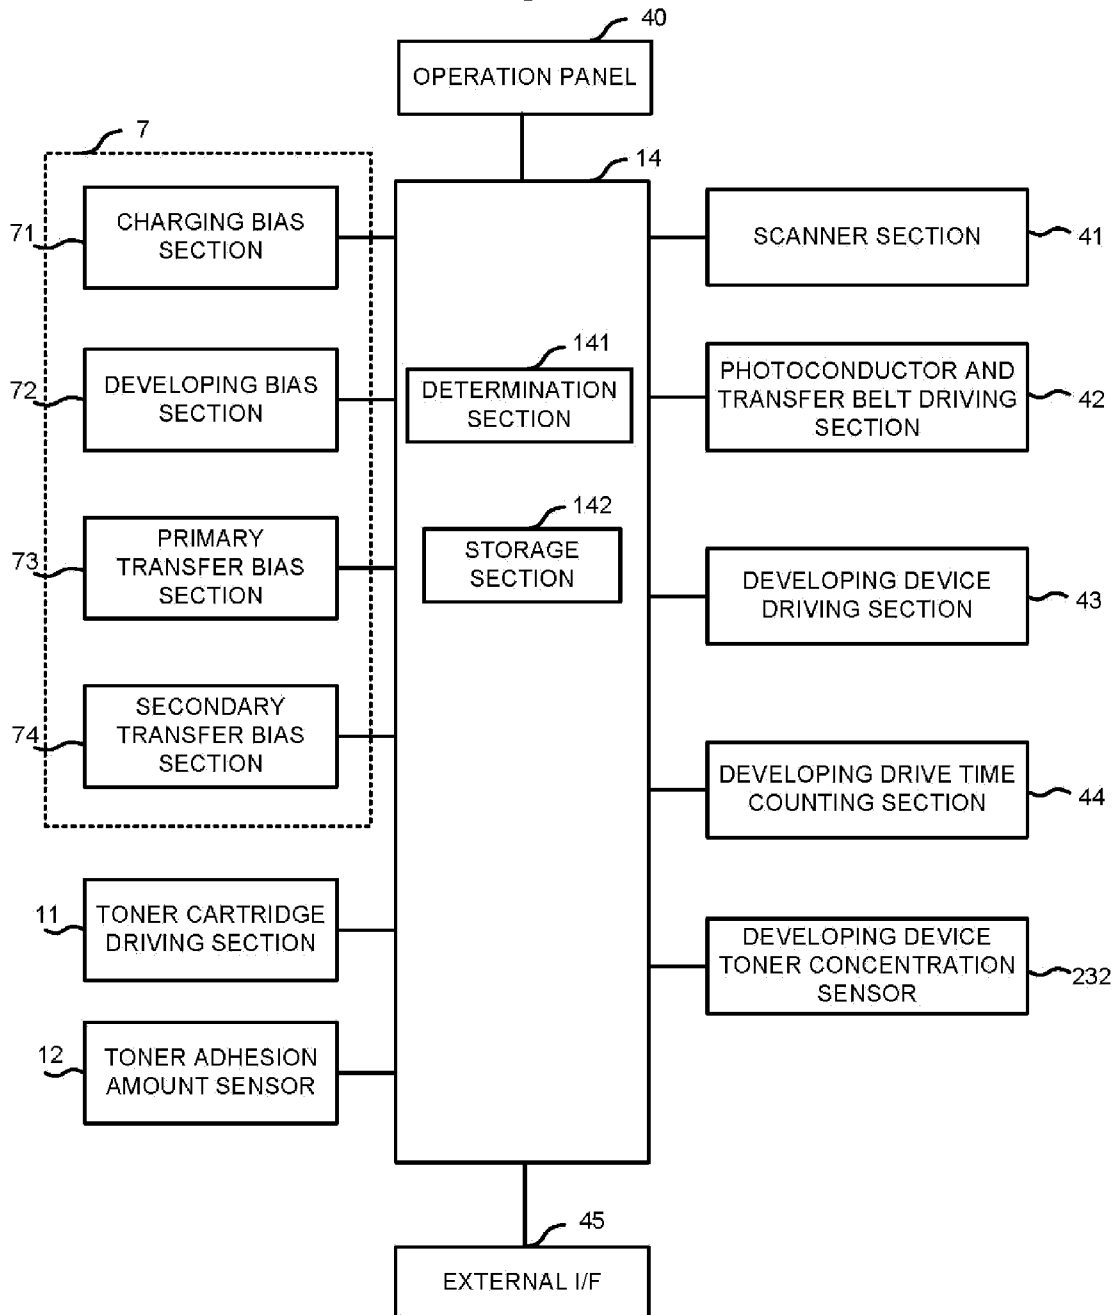 40
OPERATION PANEL
7
14
71
CHARGING BIAS
SECTION
SCANNER SECTION
41
72
DEVELOPING BIAS
SECTION
141
DETERMINATION
SECTION
PHOTOCONDUCTOR AND
TRANSFER BELT DRIVING
SECTION
42
73
PRIMARY
TRANSFER BIAS
SECTION
142
STORAGE
SECTION
DEVELOPING DEVICE
DRIVING SECTION
43
74
SECONDARY
TRANSFER BIAS
SECTION
DEVELOPING DRIVE TIME
COUNTING SECTION
44
11
TONER CARTRIDGE
DRIVING SECTION
DEVELOPING DEVICE
TONER CONCENTRATION
SENSOR
232
12
TONER ADHESION
AMOUNT SENSOR
45
EXTERNAL I/F